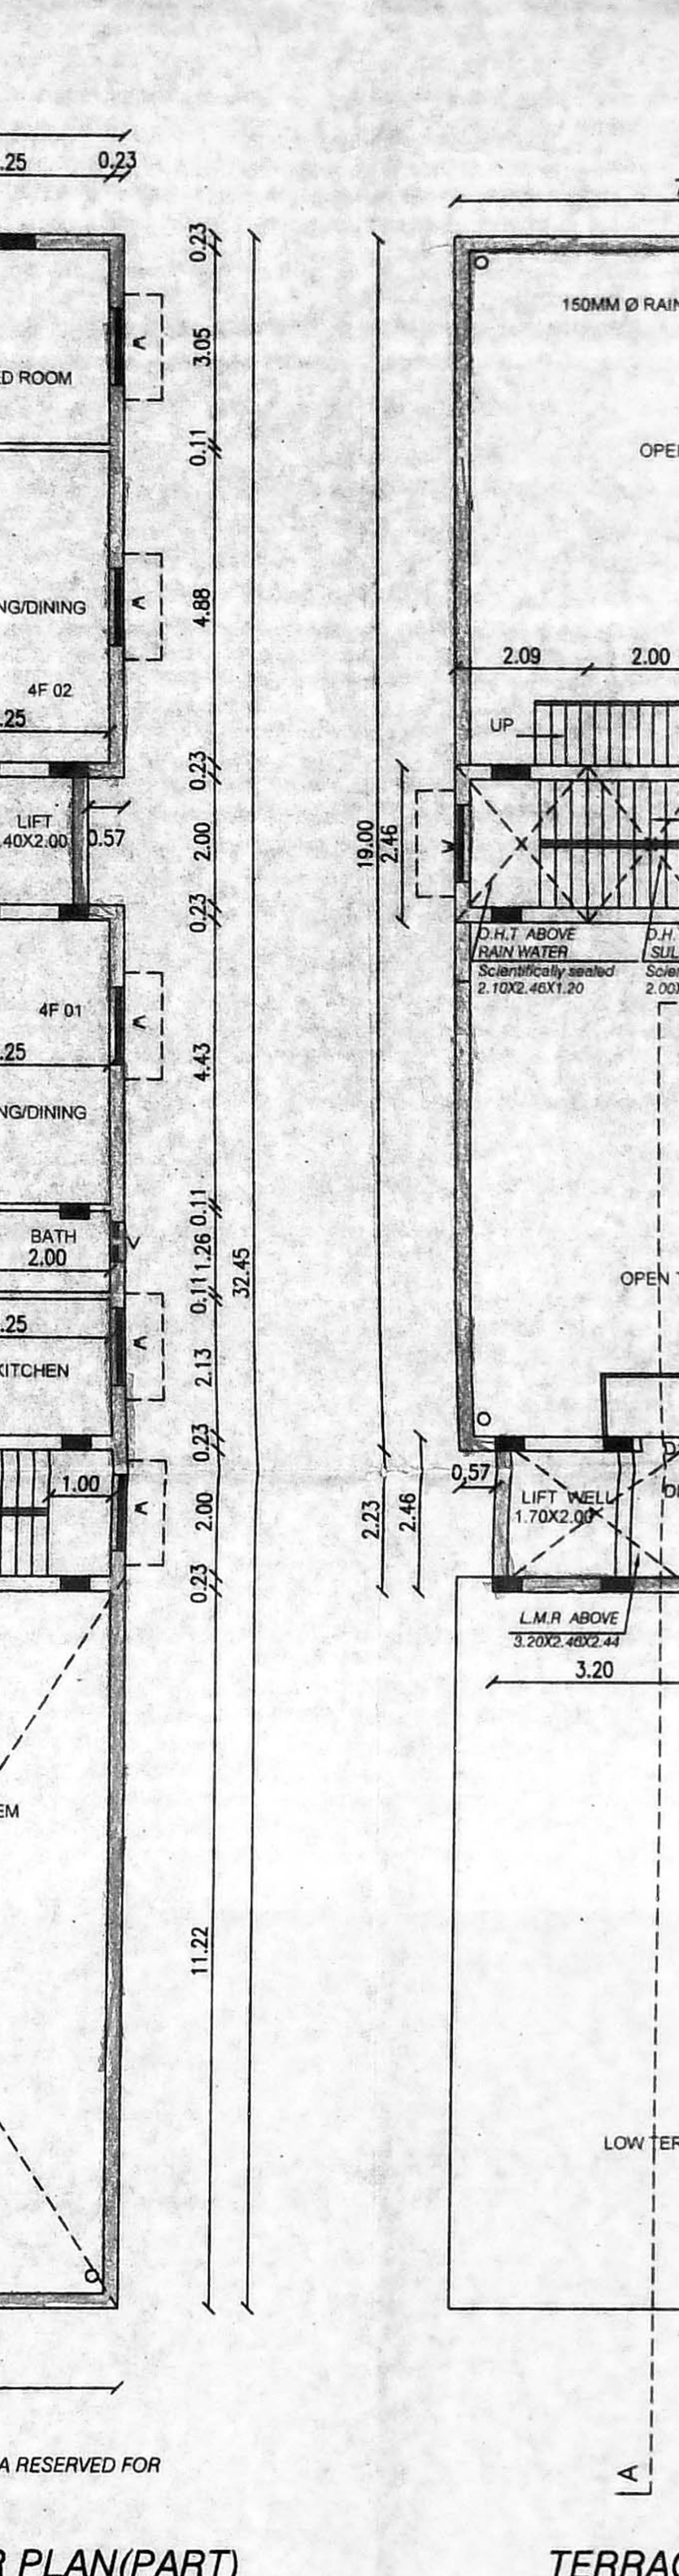 .25
0.23
0.23
3.05
D ROOM
0.11
4.88
NG/DINING
4F 02
.25
0.23
LIFT
.40X2.00
0.57
2.00
0.23
4F 01
.25
4.43
NG/DINING
0.11
BATH
2.00
1.26
0.11
32.45
.25
KITCHEN
2.13
0.23
1.00
2.00
0.23
EM
11.22
A RESERVED FOR
R PLAN(PART)
150MM Ø RAIN
OPEN
2.09
2.00
UP
19.00
2.46
O.H.T ABOVE
RAIN WATER
Scientifically sealed
2.10X2.46X1.20
O.H.
SUL
Scien
2.00X
OPEN T
0.57
LIFT WELL
1.70X2.00
2.23
2.46
L.M.R ABOVE
3.20X2.46X2.44
3.20
LOW TER
A
TERRAC